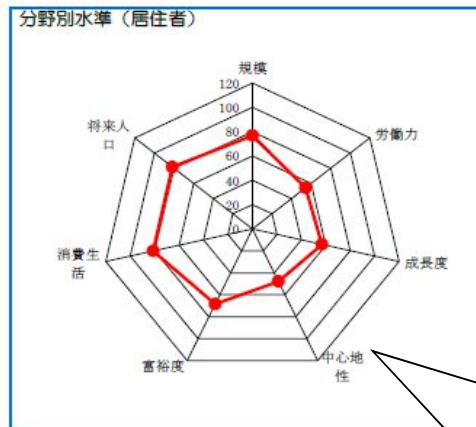 分野別水準（居住者）
規模
120
100
80
60
40
20
0
労働力
成長度
中心地
性
富裕度
消費生
活
将来人
口